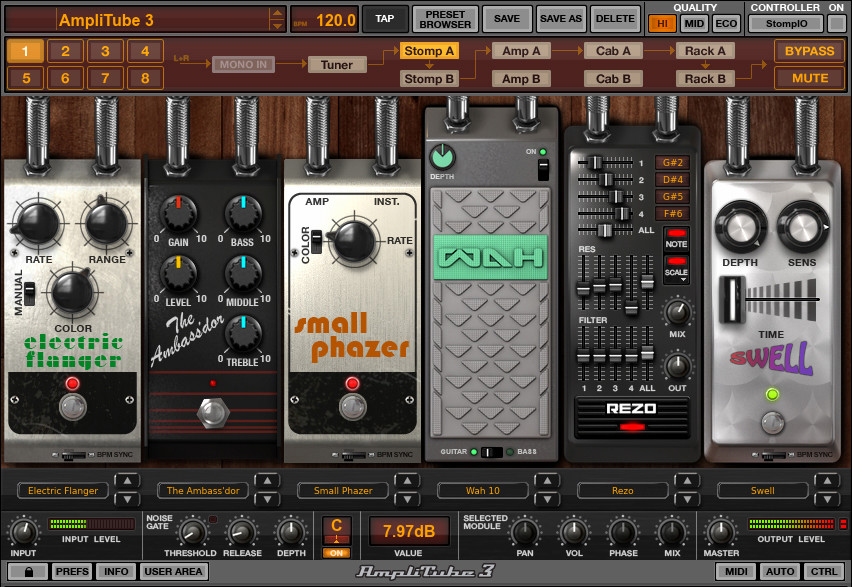 AmpliTube 3
BPM 120.0
TAP
PRESET BROWSER
SAVE
SAVE AS
DELETE
QUALITY
HI MID ECO
CONTROLLER ON
StompIO
1 2 3 4
5 6 7 8
L+R
MONO IN
Tuner
Stomp A
Amp A
Cab A
Rack A
Stomp B
Amp B
Cab B
Rack B
BYPASS
MUTE
RATE
RANGE
MANUAL
COLOR
electric
flanger
BPM SYNC
0 10
GAIN
0 10
BASS
0 10
LEVEL
0 10
MIDDLE
0 10
TREBLE
The
Ambass'dor
AMP
INST.
COLOR
RATE
small
phazer
BPM SYNC
DEPTH
ON
WAH
GUITAR
BASS
1 G#2
2 D#4
3 G#5
4 F#6
ALL
NOTE
RES
SCALE
MIX
FILTER
OUT
1 2 3 4 ALL
REZO
DEPTH
SENS
TIME
SWELL
BPM SYNC
Electric Flanger
The Ambass'dor
Small Phazer
Wah 10
Rezo
Swell
INPUT
INPUT LEVEL
NOISE
GATE
THRESHOLD
RELEASE
DEPTH
C
1
ON
7.97dB
VALUE
SELECTED
MODULE
PAN
VOL
PHASE
MIX
MASTER
OUTPUT LEVEL
PREFS
INFO
USER AREA
AmpliTube 3
MIDI
AUTO
CTRL